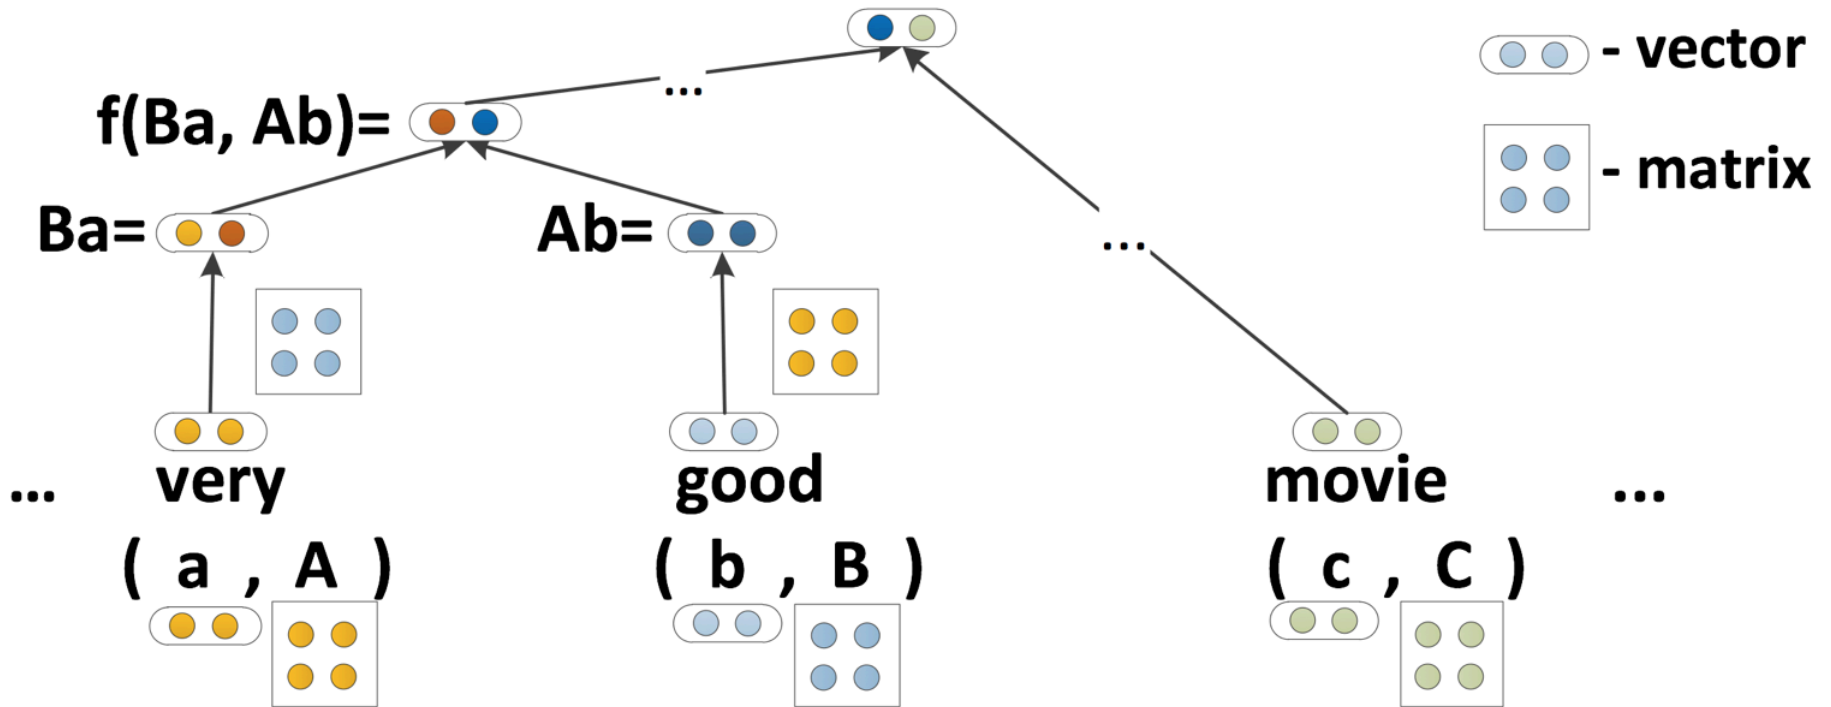 ...
- vector
f(Ba, Ab)=
- matrix
Ba=
Ab=
...
... very good movie ...
( a , A ) ( b , B ) ( c , C )